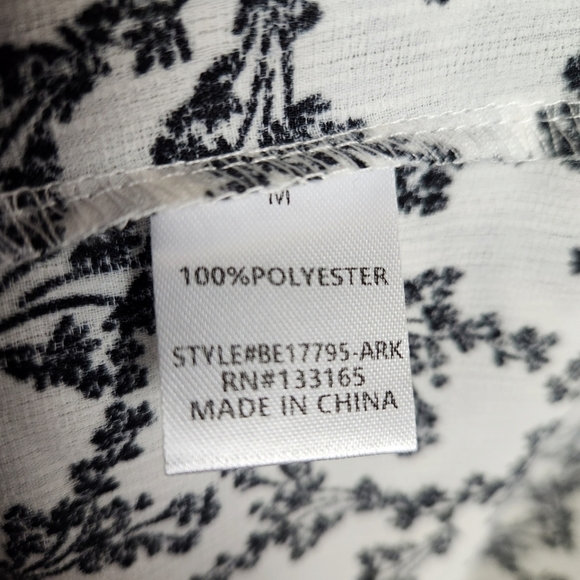 M
100%POLYESTER
STYLE#BE17795-ARK
RN#133165
MADE IN CHINA